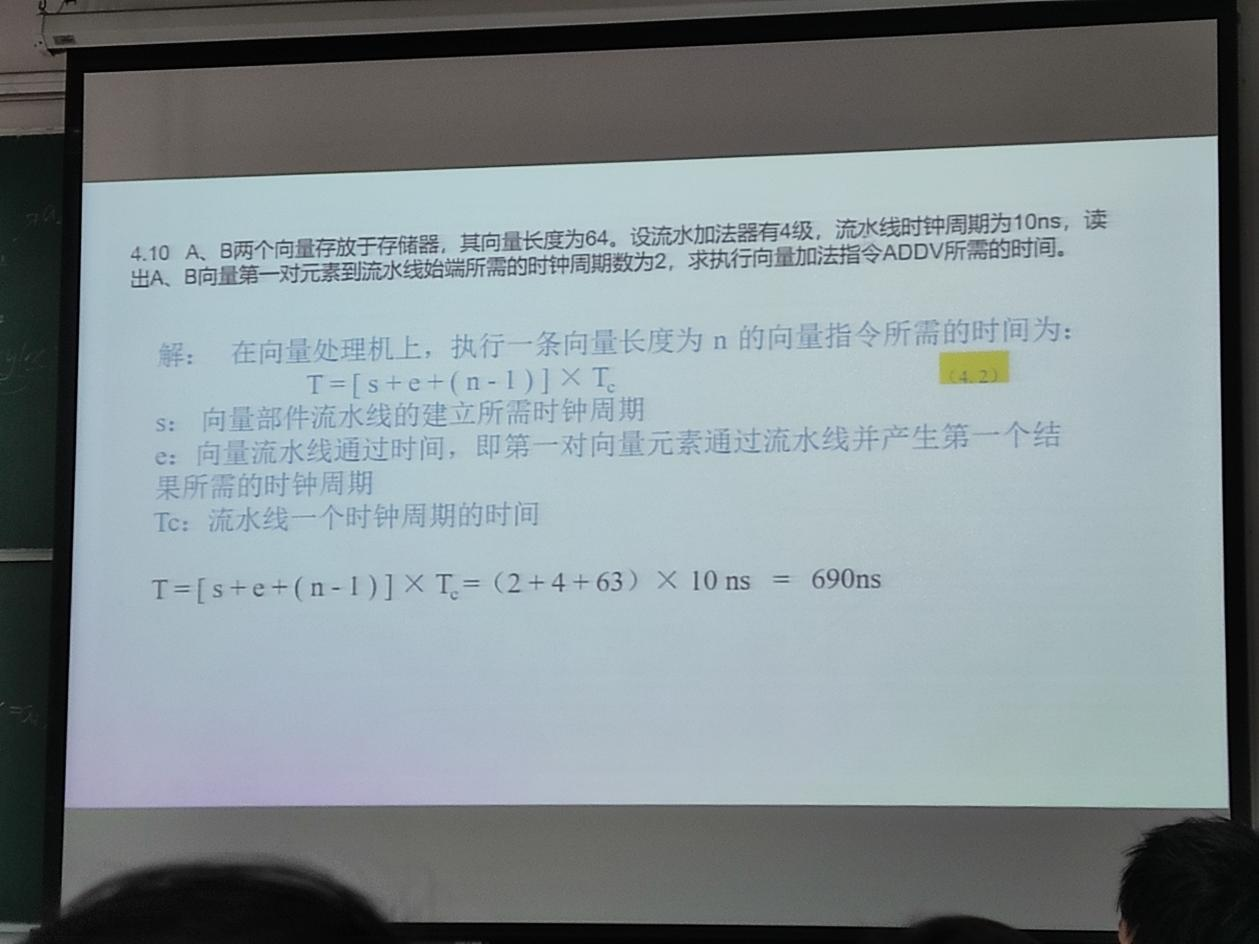 4.10 A、B两个向量存放于存储器，其向量长度为64。设流水加法器有4级，流水线时钟周期为10ns，读
出A、B向量第一对元素到流水线始端所需的时钟周期数为2，求执行向量加法指令ADDV所需的时间。
解： 在向量处理机上，执行一条向量长度为 n 的向量指令所需的时间为：
T=[s+e+(n-1)]×Tc (4.2)
s： 向量部件流水线的建立所需时钟周期
e：向量流水线通过时间，即第一对向量元素通过流水线并产生第一个结
果所需的时钟周期
Tc：流水线一个时钟周期的时间
T=[s+e+(n-1)]×Tc=（2+4+63）×10 ns = 690ns